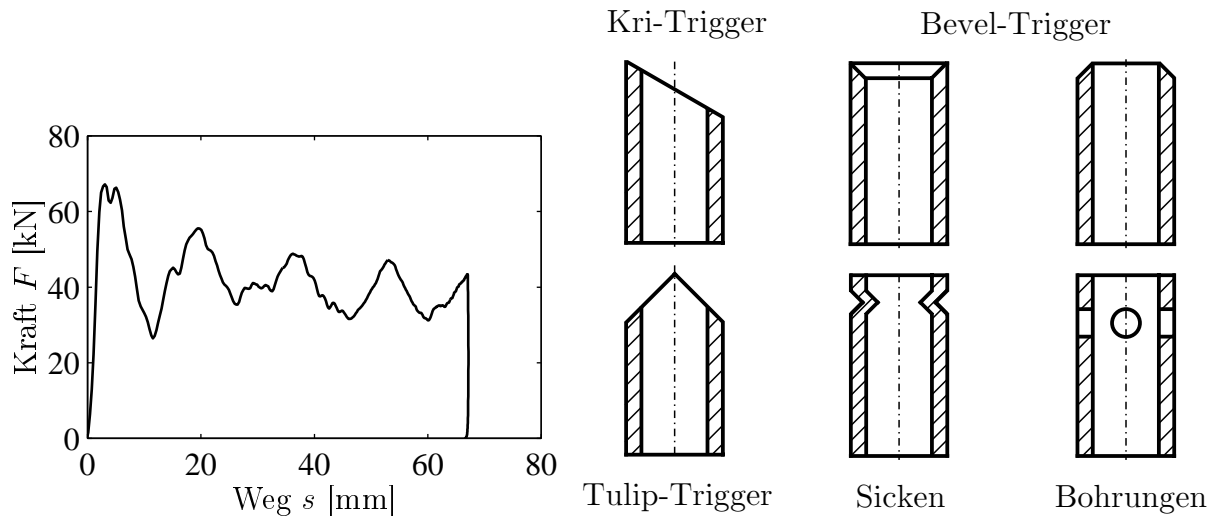 Kri-Trigger
Bevel-Trigger
80
60
40
20
0
Kraft F [kN]
0 20 40 60 80
Weg s [mm]
Tulip-Trigger
Sicken
Bohrungen